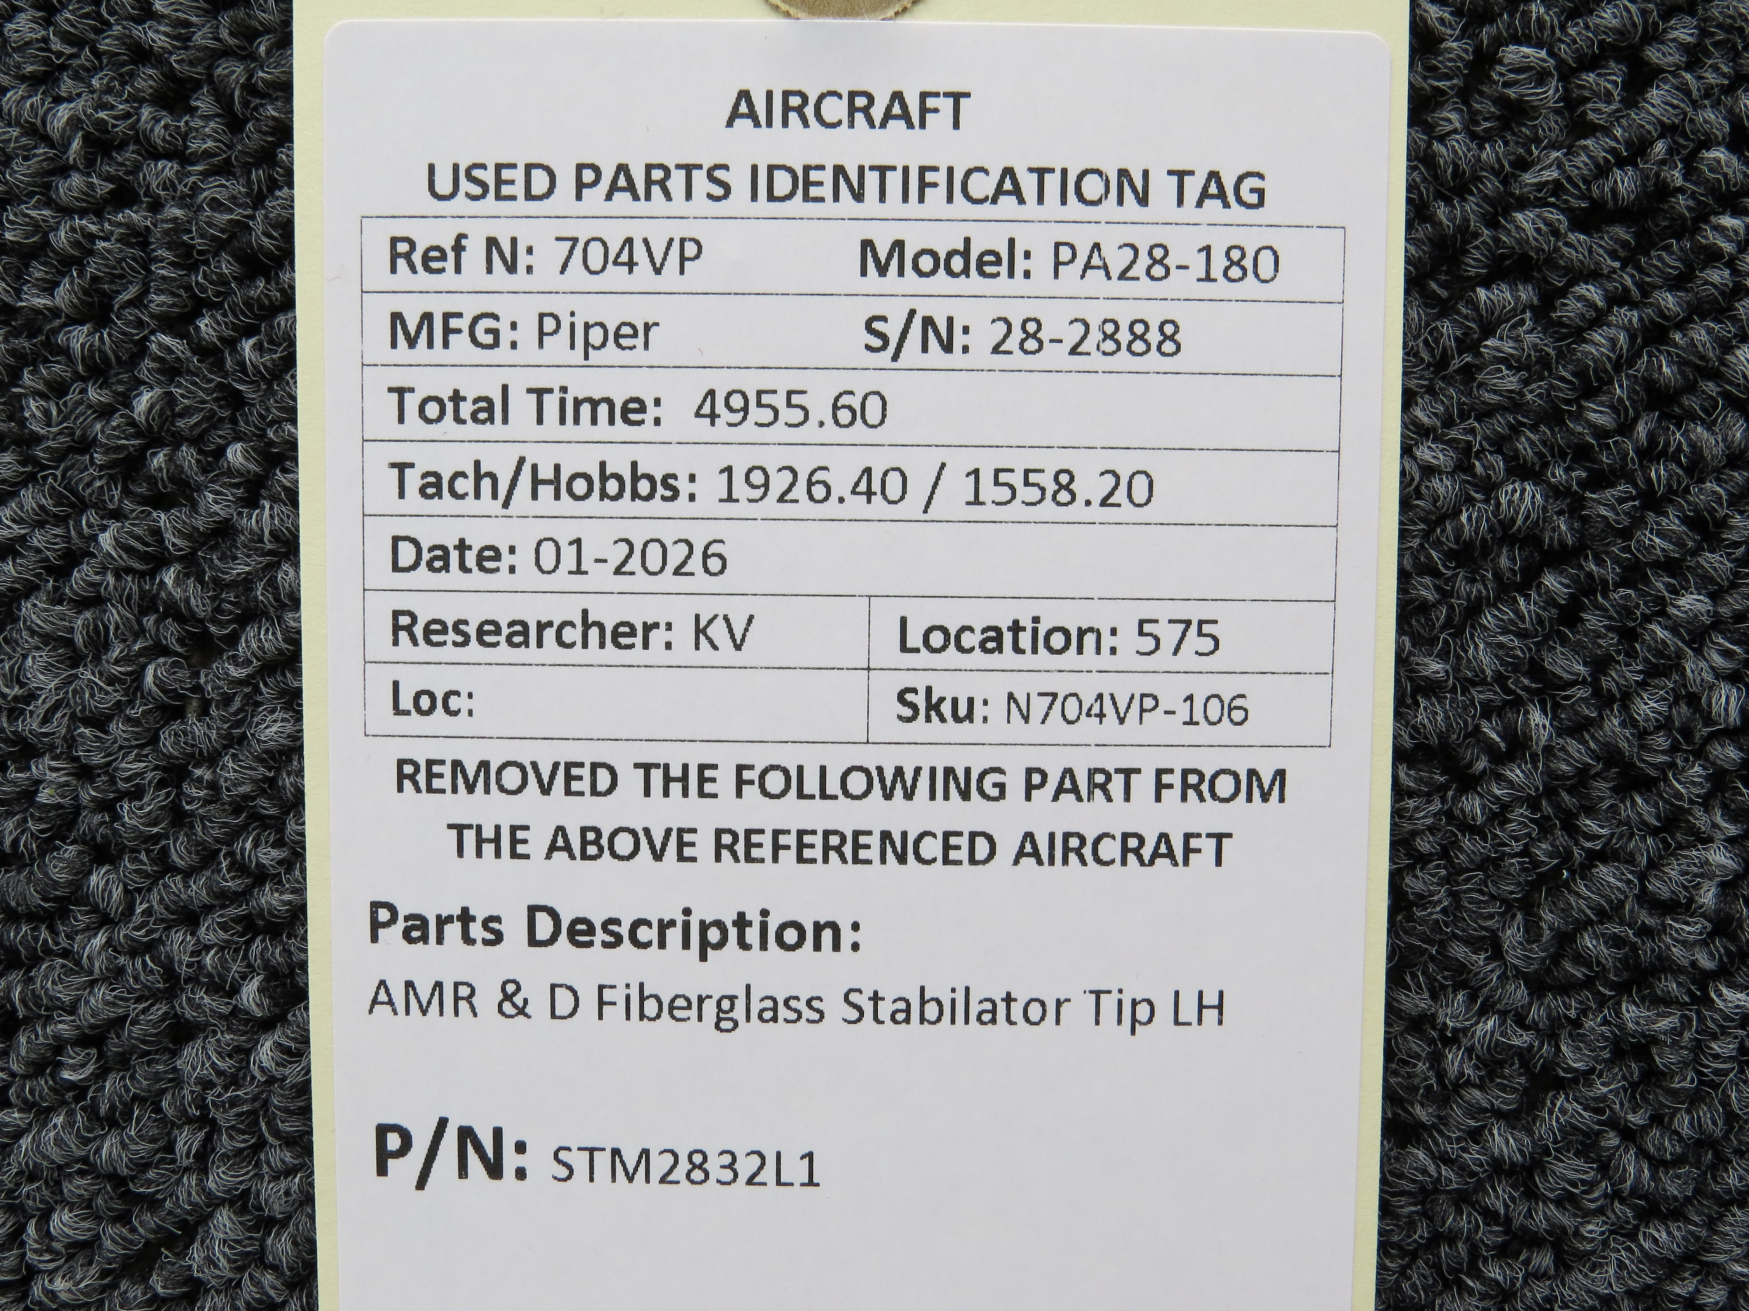 AIRCRAFT
USED PARTS IDENTIFICATION TAG
Ref N: 704VP Model: PA28-180
MFG: Piper S/N: 28-2888
Total Time: 4955.60
Tach/Hobbs: 1926.40 / 1558.20
Date: 01-2026
Researcher: KV Location: 575
Loc: Sku: N704VP-106
REMOVED THE FOLLOWING PART FROM
THE ABOVE REFERENCED AIRCRAFT
Parts Description:
AMR & D Fiberglass Stabilator Tip LH
P/N: STM2832L1